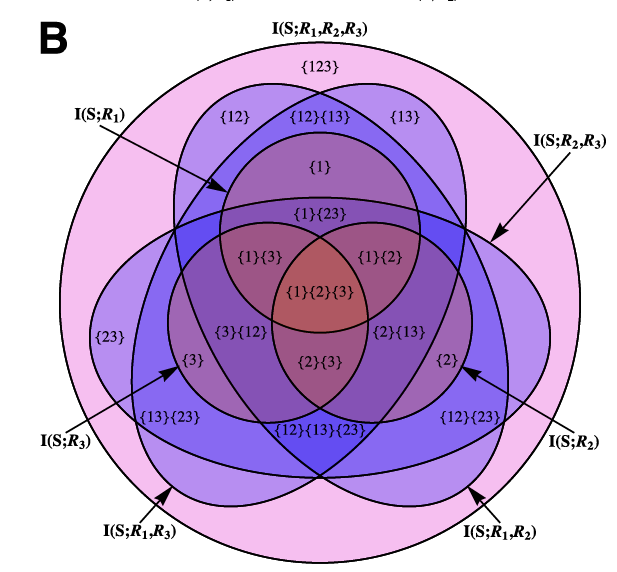 B
I(S;R₁,R₂,R₃)
{123}
I(S;R₁)
{12}
{12}{13}
{13}
I(S;R₂,R₃)
{1}
{1}{23}
{1}{3}
{1}{2}
{1}{2}{3}
{23}
{3}{12}
{2}{13}
{3}
{2}{3}
{2}
{13}{23}
{12}{13}{23}
{12}{23}
I(S;R₃)
I(S;R₂)
I(S;R₁,R₃)
I(S;R₁,R₂)